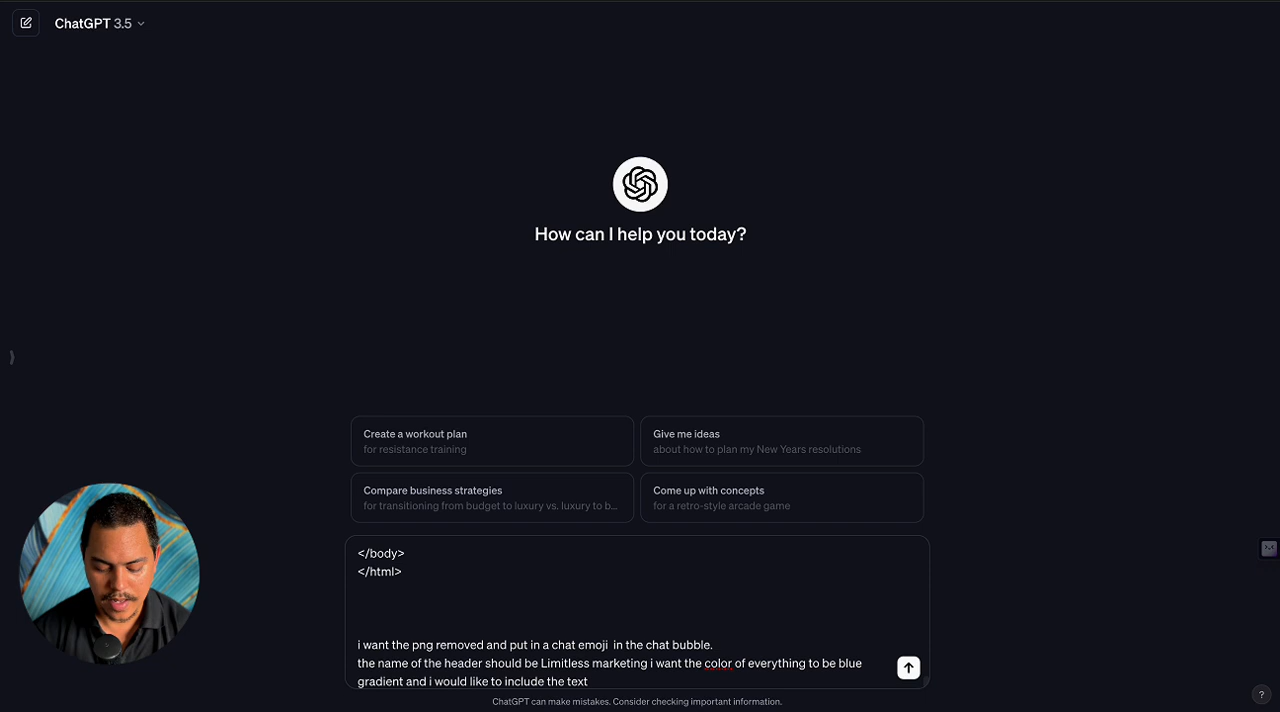 ChatGPT 3.5
How can I help you today?
Create a workout plan
for resistance training
Give me ideas
about how to plan my New Years resolutions
Compare business strategies
for transitioning from budget to luxury vs. luxury to b...
Come up with concepts
for a retro-style arcade game
</body>
</html>
i want the png removed and put in a chat emoji  in the chat bubble.
the name of the header should be Limitless marketing i want the color of everything to be blue
gradient and i would like to include the text
ChatGPT can make mistakes. Consider checking important information.
?